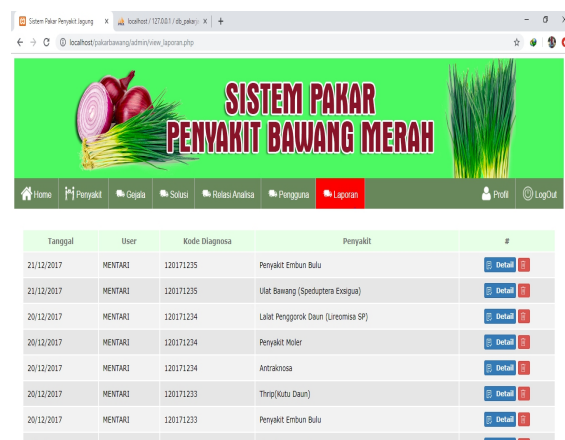 Sistem Pakar Penyakit Jagung
localhost / 127.0.0.1 / db_pakarj
localhost/pakarbawang/admin/view_laporan.php
SISTEM PAKAR
PENYAKIT BAWANG MERAH
Home Penyakit Gejala Solusi Relasi Analisa Pengguna Laporan Profil LogOut
Tanggal User Kode Diagnosa Penyakit #
21/12/2017 MENTARI 120171235 Penyakit Embun Bulu Detail
21/12/2017 MENTARI 120171235 Ulat Bawang (Speduptera Exsigua) Detail
20/12/2017 MENTARI 120171234 Lalat Penggorok Daun (Lireomisa SP) Detail
20/12/2017 MENTARI 120171234 Penyakit Moler Detail
20/12/2017 MENTARI 120171234 Antraknosa Detail
20/12/2017 MENTARI 120171233 Thrip(Kutu Daun) Detail
20/12/2017 MENTARI 120171233 Penyakit Embun Bulu Detail